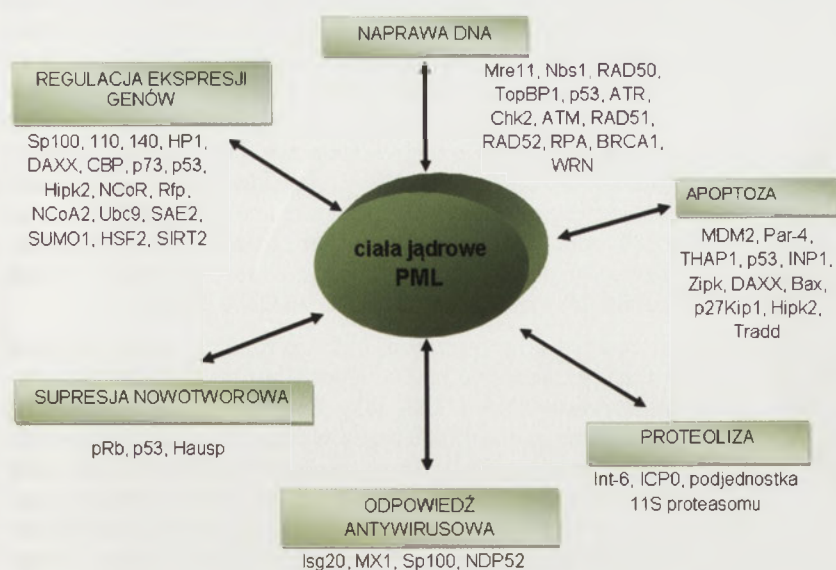 NAPRAWA DNA
Mre11, Nbs1, RAD50,
TopBP1, p53, ATR,
Chk2, ATM, RAD51,
RAD52, RPA, BRCA1,
WRN
REGULACJA EKSPRESJI
GENÓW
Sp100, 110, 140, HP1,
DAXX, CBP, p73, p53,
Hipk2, NCoR, Rfp,
NCoA2, Ubc9, SAE2,
SUMO1, HSF2, SIRT2
ciała jądrowe
PML
APOPTOZA
MDM2, Par-4,
THAP1, p53, INP1,
Zipk, DAXX, Bax,
p27Kip1, Hipk2,
Tradd
SUPRESJA NOWOTWOROWA
pRb, p53, Hausp
PROTEOLIZA
Int-6, ICP0, podjednostka
11S proteasomu
ODPOWIEDŹ
ANTYWIRUSOWA
Isg20, MX1, Sp100, NDP52